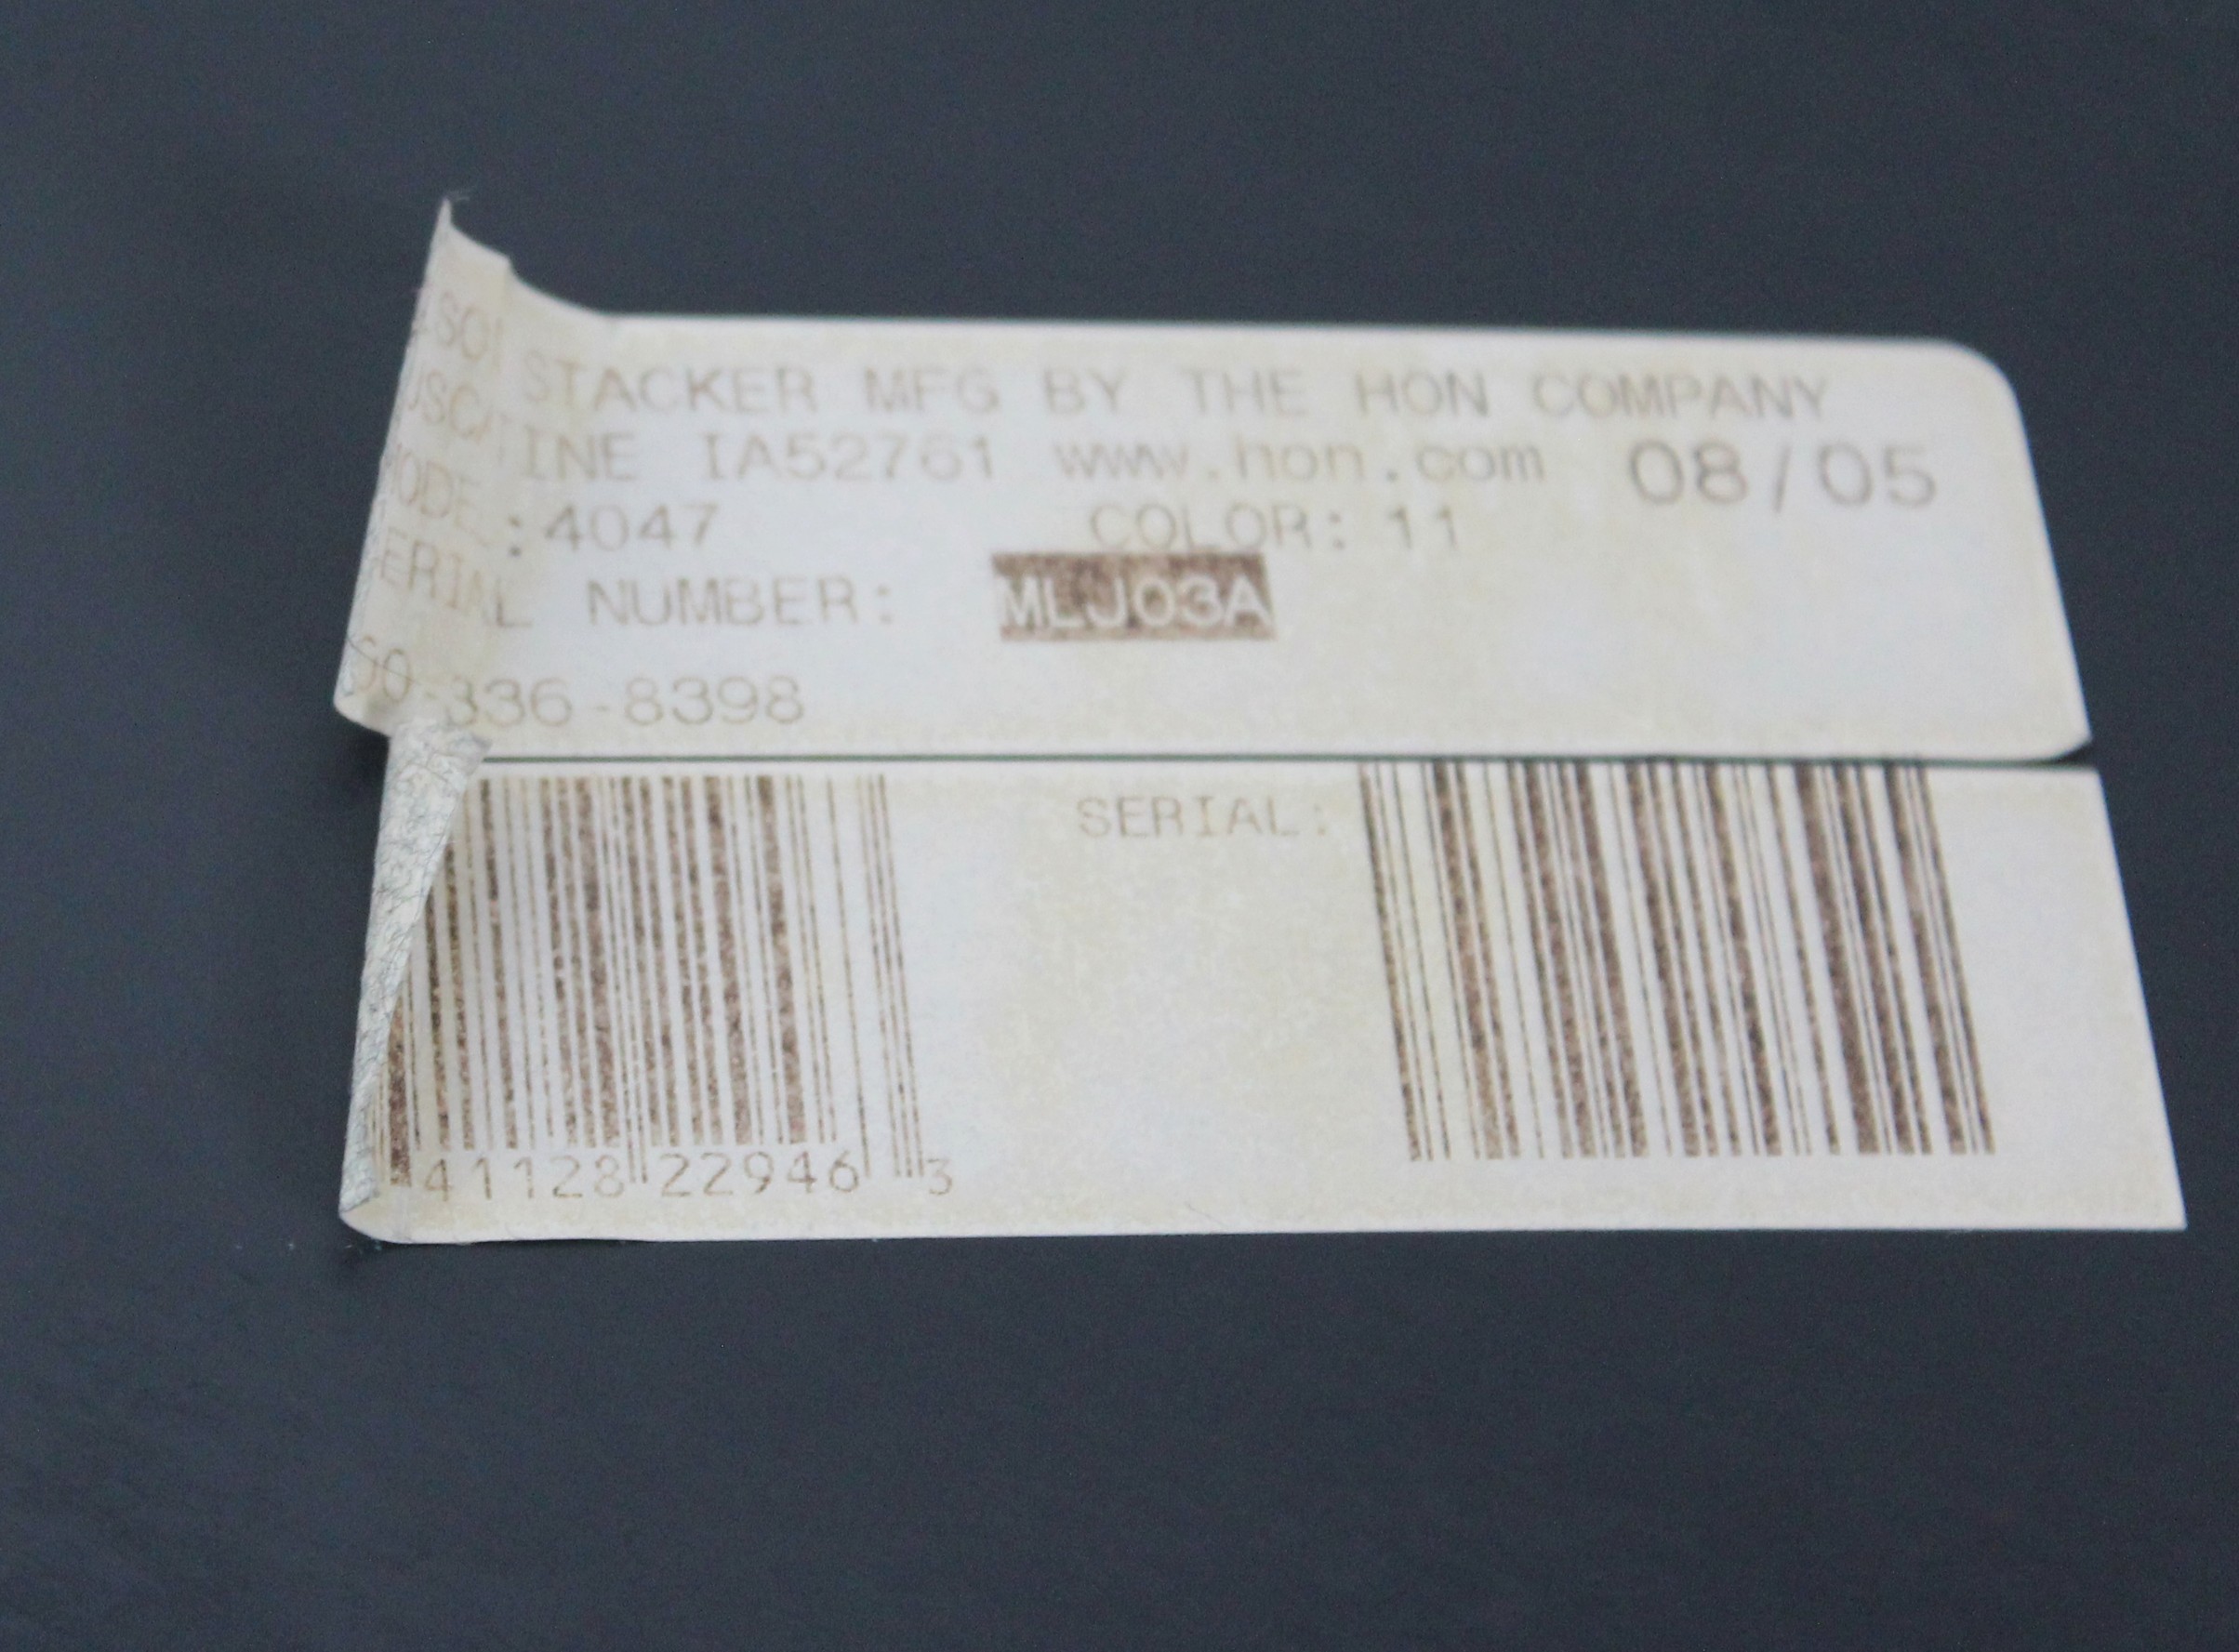 STACKER MFG BY THE HON COMPANY
INE IA52761 www.hon.com 08/05
:4047 COLOR: 11
SERIAL NUMBER: MLJ03A
336-8398
SERIAL:
41128 22946 3